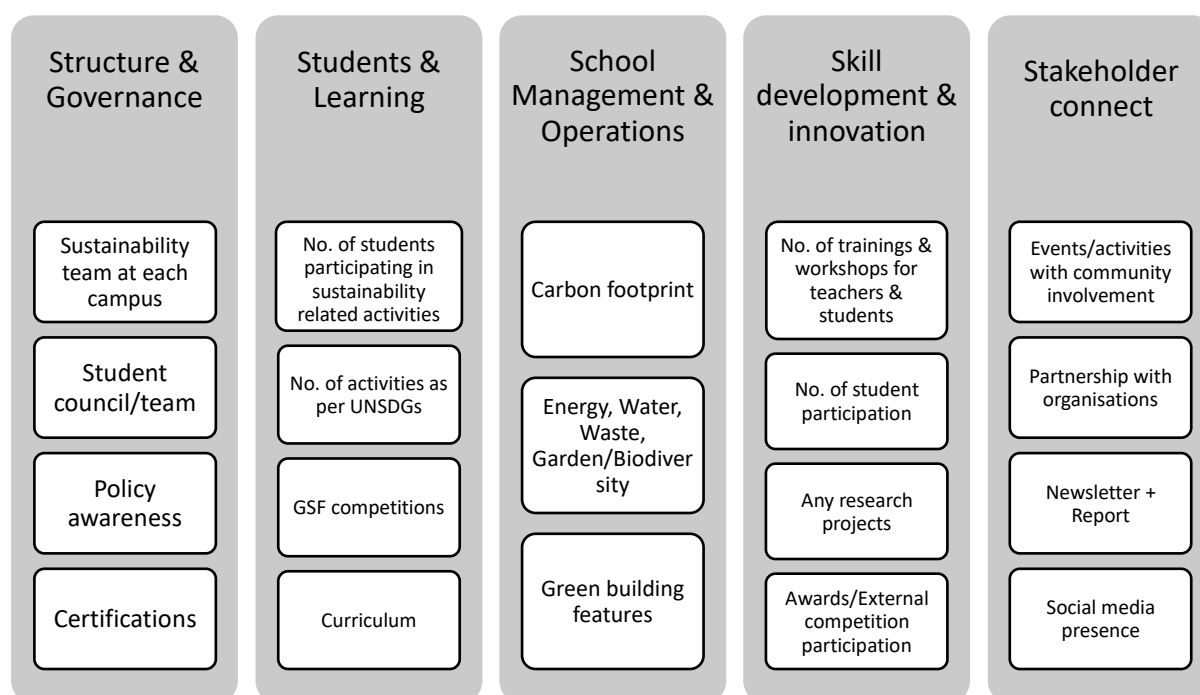 Structure &
Governance
Sustainability
team at each
campus
Student
council/team
Policy
awareness
Certifications
Students &
Learning
No. of students
participating in
sustainability
related activities
No. of activities as
per UNSDGs
GSF competitions
Curriculum
School
Management &
Operations
Carbon footprint
Energy, Water,
Waste,
Garden/Biodiver
sity
Green building
features
Skill
development &
innovation
No. of trainings &
workshops for
teachers &
students
No. of student
participation
Any research
projects
Awards/External
competition
participation
Stakeholder
connect
Events/activities
with community
involvement
Partnership with
organisations
Newsletter +
Report
Social media
presence